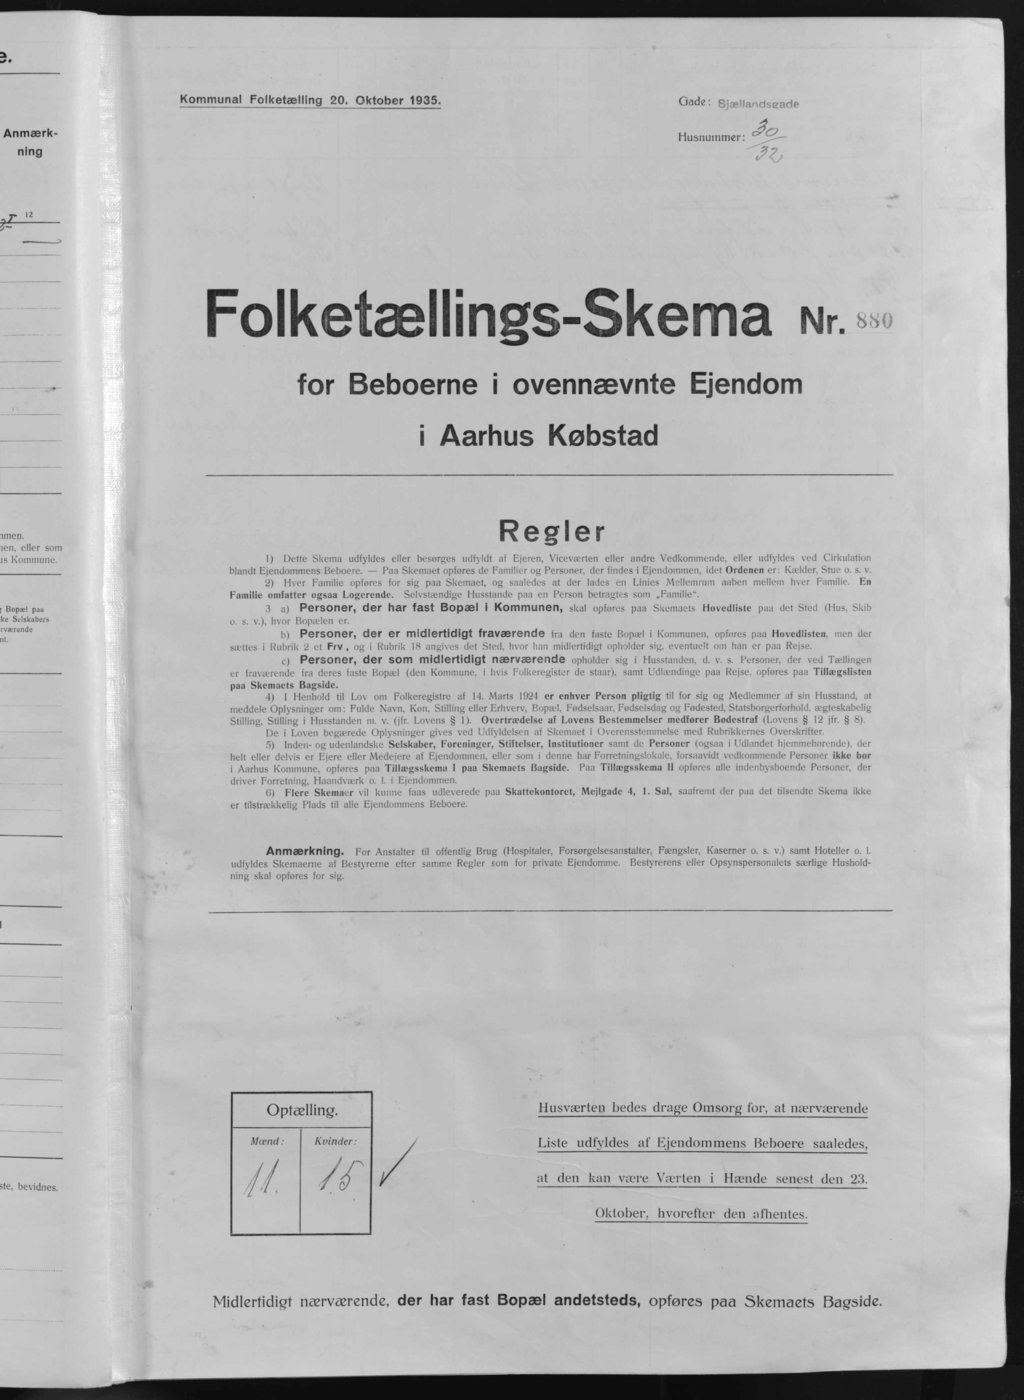 e.
Anmærk-
ning
12
mmen.
nen, eller som
us Kommune.
g Bopæl paa
ke Selskabers
rværende
nt.
ste, bevidnes.
Kommunal Folketælling 20. Oktober 1935.
Gade: Sjællandsgade
Husnummer: 30
32
Folketællings-Skema Nr. 880
for Beboerne i ovennævnte Ejendom
i Aarhus Købstad
Regler
1) Dette Skema udfyldes eller besørges udfyldt af Ejeren, Viceværten eller andre Vedkommende, eller udfyldes ved Cirkulation
blandt Ejendommens Beboere. — Paa Skemaet opføres de Familier og Personer, der findes i Ejendommen, idet Ordenen er: Kælder, Stue o. s. v.
2) Hver Familie opføres for sig paa Skemaet, og saaledes at der lades en Linies Mellemrum aaben mellem hver Familie. En
Familie omfatter ogsaa Logerende. Selvstændige Husstande paa en Person betragtes som „Familie“.
3 a) Personer, der har fast Bopæl i Kommunen, skal opføres paa Skemaets Hovedliste paa det Sted (Hus, Skib
o. s. v.), hvor Bopælen er.
b) Personer, der er midlertidigt fraværende fra den faste Bopæl i Kommunen, opføres paa Hovedlisten, men der
sættes i Rubrik 2 et Frv., og i Rubrik 18 angives det Sted, hvor han midlertidigt opholder sig, eventuelt om han er paa Rejse.
c) Personer, der som midlertidigt nærværende opholder sig i Husstanden, d. v. s. Personer, der ved Tællingen
er fraværende fra deres faste Bopæl (den Kommune, i hvis Folkeregister de staar), samt Udlændinge paa Rejse, opføres paa Tillægslisten
paa Skemaets Bagside.
4) I Henhold til Lov om Folkeregistre af 14. Marts 1924 er enhver Person pligtig til for sig og Medlemmer af sin Husstand, at
meddele Oplysninger om: Fulde Navn, Køn, Stilling eller Erhverv, Bopæl, Fødselsaar, Fødselsdag og Fødested, Statsborgerforhold, ægteskabelig
Stilling, Stilling i Husstanden m. v. (jfr. Lovens § 1). Overtrædelse af Lovens Bestemmelser medfører Bødestraf (Lovens § 12 jfr. § 8).
De i Loven begærede Oplysninger gives ved Udfyldelsen af Skemaet i Overensstemmelse med Rubrikkernes Overskrifter.
5) Inden- og udenlandske Selskaber, Foreninger, Stiftelser, Institutioner samt de Personer (ogsaa i Udlandet hjemmehørende), der
helt eller delvis er Ejere eller Medejere af Ejendommen, eller som i denne har Forretningslokale, forsaavidt vedkommende Personer ikke bor
i Aarhus Kommune, opføres paa Tillægsskema I paa Skemaets Bagside. Paa Tillægsskema II opføres alle indenbysboende Personer, der
driver Forretning, Haandværk o. l. i Ejendommen.
6) Flere Skemaer vil kunne faas udleverede paa Skattekontoret, Mejlgade 4, 1. Sal, saafremt der paa det tilsendte Skema ikke
er tilstrækkelig Plads til alle Ejendommens Beboere.
Anmærkning. For Anstalter til offentlig Brug (Hospitaler, Forsørgelsesanstalter, Fængsler, Kaserner o. s. v.) samt Hoteller o. l.
udfyldes Skemaerne af Bestyrerne efter samme Regler som for private Ejendomme. Bestyrerens eller Opsynspersonalets særlige Hushold-
ning skal opføres for sig.
Optælling.
Mænd: Kvinder:
11. 15.
Husværten bedes drage Omsorg for, at nærværende
Liste udfyldes af Ejendommens Beboere saaledes,
at den kan være Værten i Hænde senest den 23.
Oktober, hvorefter den afhentes.
Midlertidigt nærværende, der har fast Bopæl andetsteds, opføres paa Skemaets Bagside.